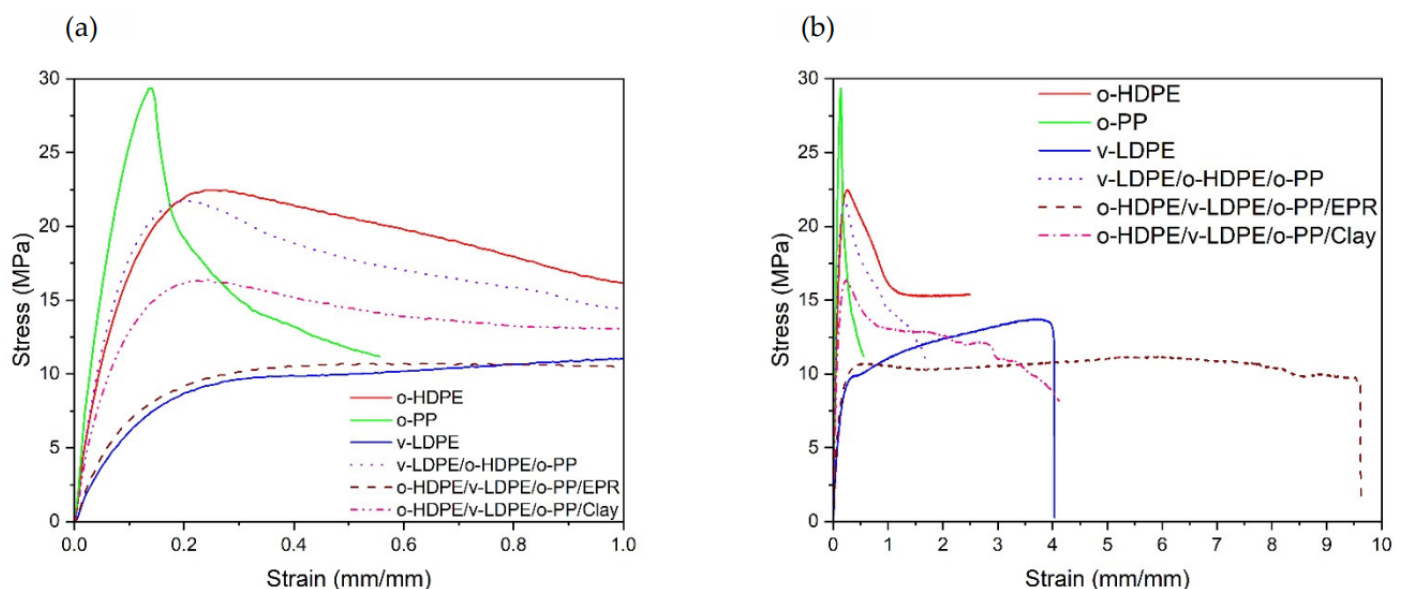 (a)
30
25
20
15
10
5
0
Stress (MPa)
o-HDPE
o-PP
v-LDPE
v-LDPE/o-HDPE/o-PP
o-HDPE/v-LDPE/o-PP/EPR
o-HDPE/v-LDPE/o-PP/Clay
0.0 0.2 0.4 0.6 0.8 1.0
Strain (mm/mm)
(b)
30
25
20
15
10
5
0
Stress (MPa)
o-HDPE
o-PP
v-LDPE
v-LDPE/o-HDPE/o-PP
o-HDPE/v-LDPE/o-PP/EPR
o-HDPE/v-LDPE/o-PP/Clay
0 1 2 3 4 5 6 7 8 9 10
Strain (mm/mm)